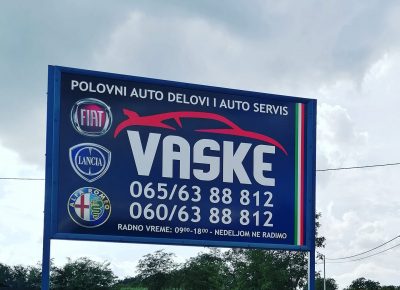 POLOVNI AUTO DELOVI I AUTO SERVIS
FIAT
LANCIA
ALFA ROMEO
VASKE
065/63 88 812
060/63 88 812
RADNO VREME: 09⁰⁰-18⁰⁰ - NEDELJOM NE RADIMO